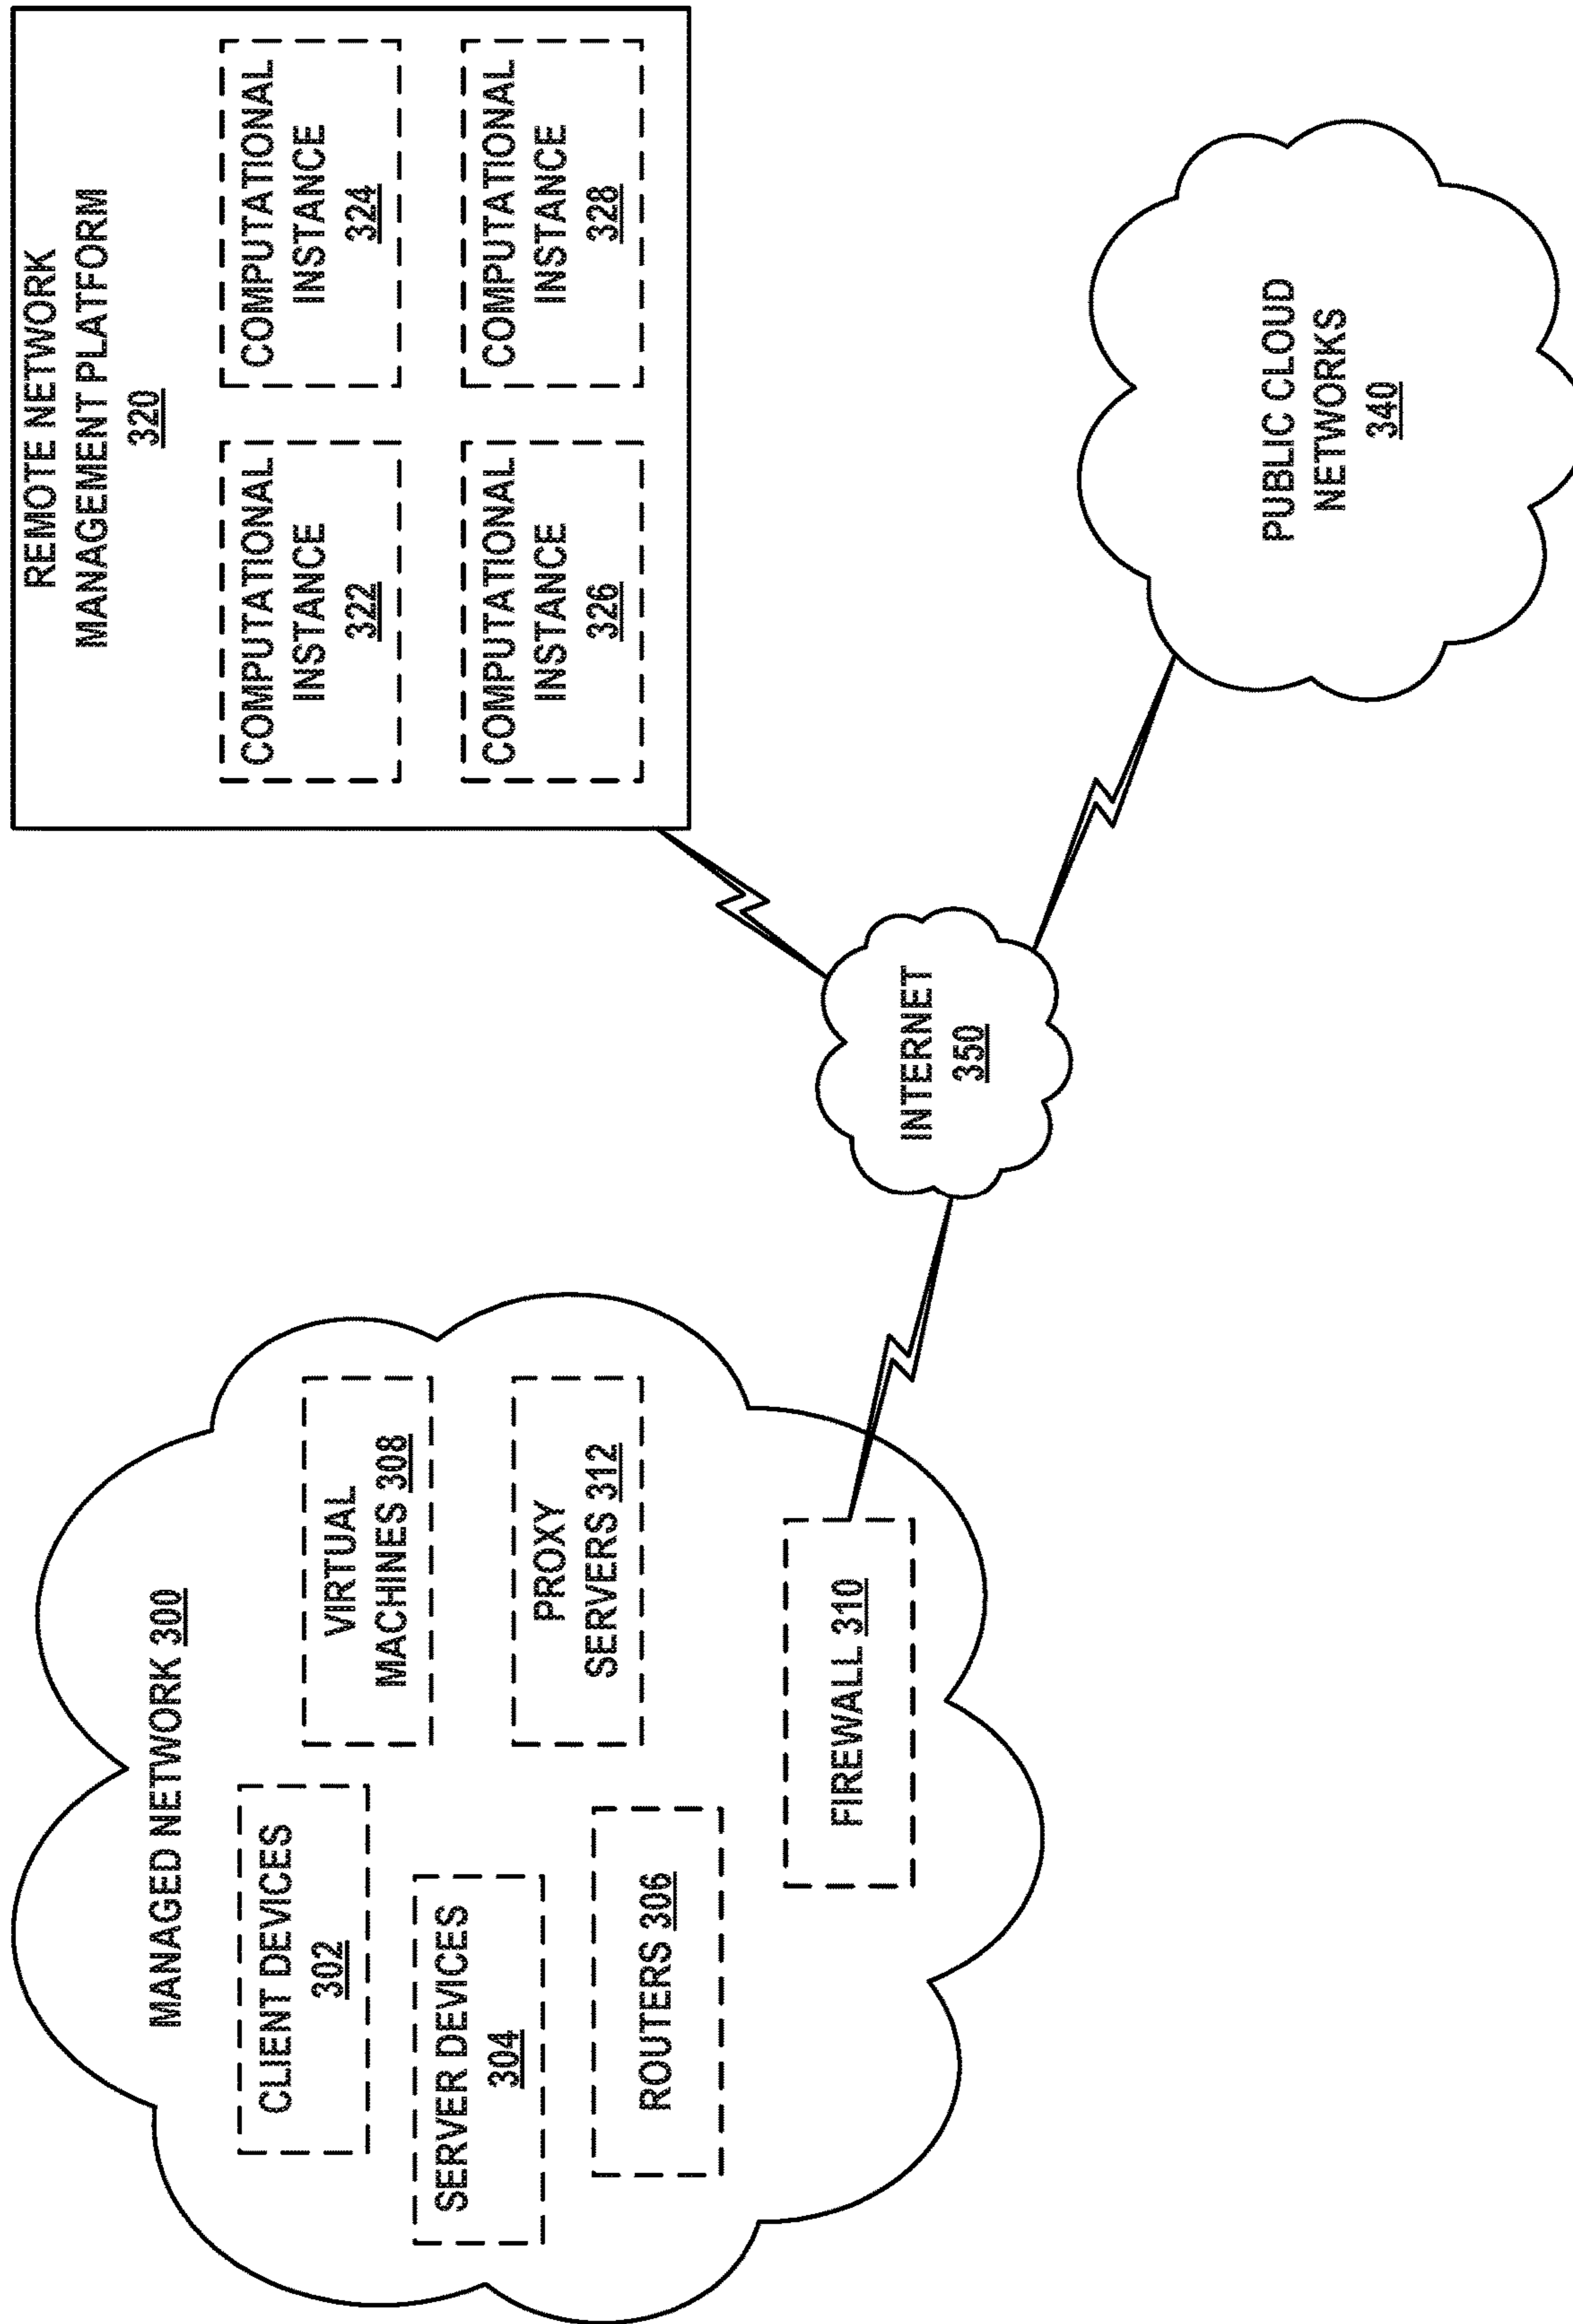 MANAGED NETWORK 300
CLIENT DEVICES
302
VIRTUAL
MACHINES 308
SERVER DEVICES
304
PROXY
SERVERS 312
ROUTERS 306
FIREWALL 310
INTERNET
350
REMOTE NETWORK
MANAGEMENT PLATFORM
320
COMPUTATIONAL
INSTANCE
322
COMPUTATIONAL
INSTANCE
324
COMPUTATIONAL
INSTANCE
326
COMPUTATIONAL
INSTANCE
328
PUBLIC CLOUD
NETWORKS
340